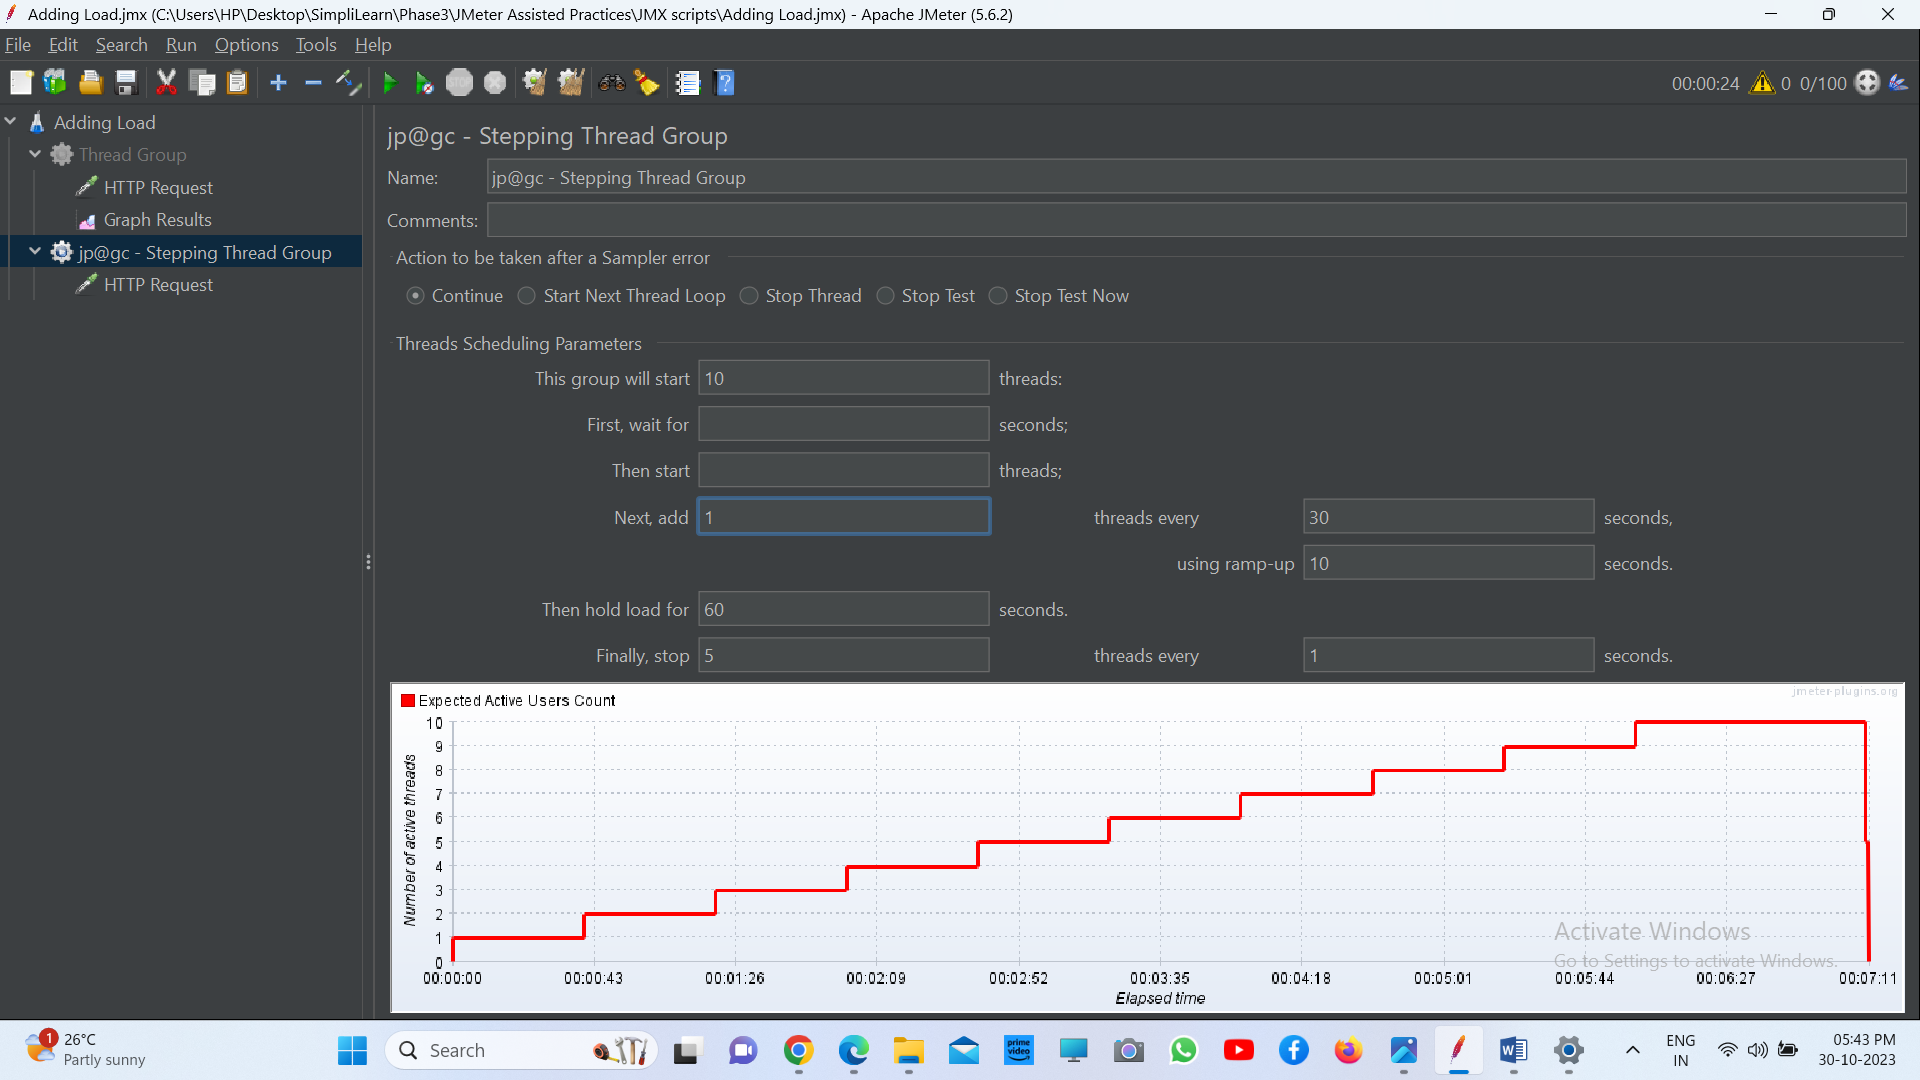 Adding Load.jmx (C:\Users\HP\Desktop\SimpliLearn\Phase3\JMeter Assisted Practices\JMX scripts\Adding Load.jmx) - Apache JMeter (5.6.2)
File Edit Search Run Options Tools Help
STOP
00:00:24 0 0/100
Adding Load
Thread Group
HTTP Request
Graph Results
jp@gc - Stepping Thread Group
HTTP Request
jp@gc - Stepping Thread Group
Name: jp@gc - Stepping Thread Group
Comments:
Action to be taken after a Sampler error
Continue Start Next Thread Loop Stop Thread Stop Test Stop Test Now
Threads Scheduling Parameters
This group will start 10 threads:
First, wait for seconds;
Then start threads;
Next, add 1 threads every 30 seconds,
using ramp-up 10 seconds.
Then hold load for 60 seconds.
Finally, stop 5 threads every 1 seconds.
Expected Active Users Count
jmeter-plugins.org
Number of active threads
10
9
8
7
6
5
4
3
2
1
0
00:00:00 00:00:43 00:01:26 00:02:09 00:02:52 00:03:35 00:04:18 00:05:01 00:05:44 00:06:27 00:07:11
Elapsed time
Activate Windows
Go to Settings to activate Windows.
1
26°C
Partly sunny
Search
prime video
ENG
IN
05:43 PM
30-10-2023